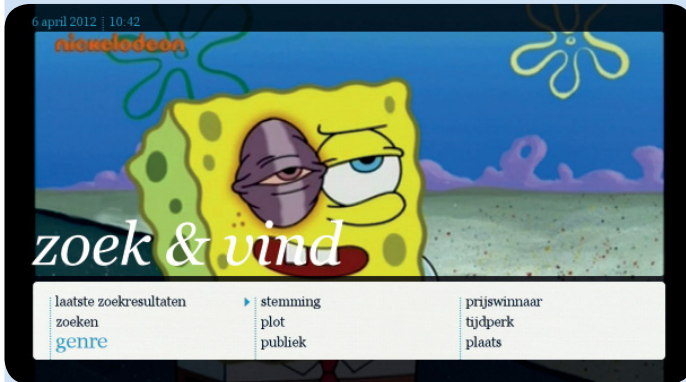 6 april 2012 | 10:42
nickelodeon
zoek & vind
laatste zoekresultaten
zoeken
genre
stemming
plot
publiek
prijswinnaar
tijdperk
plaats